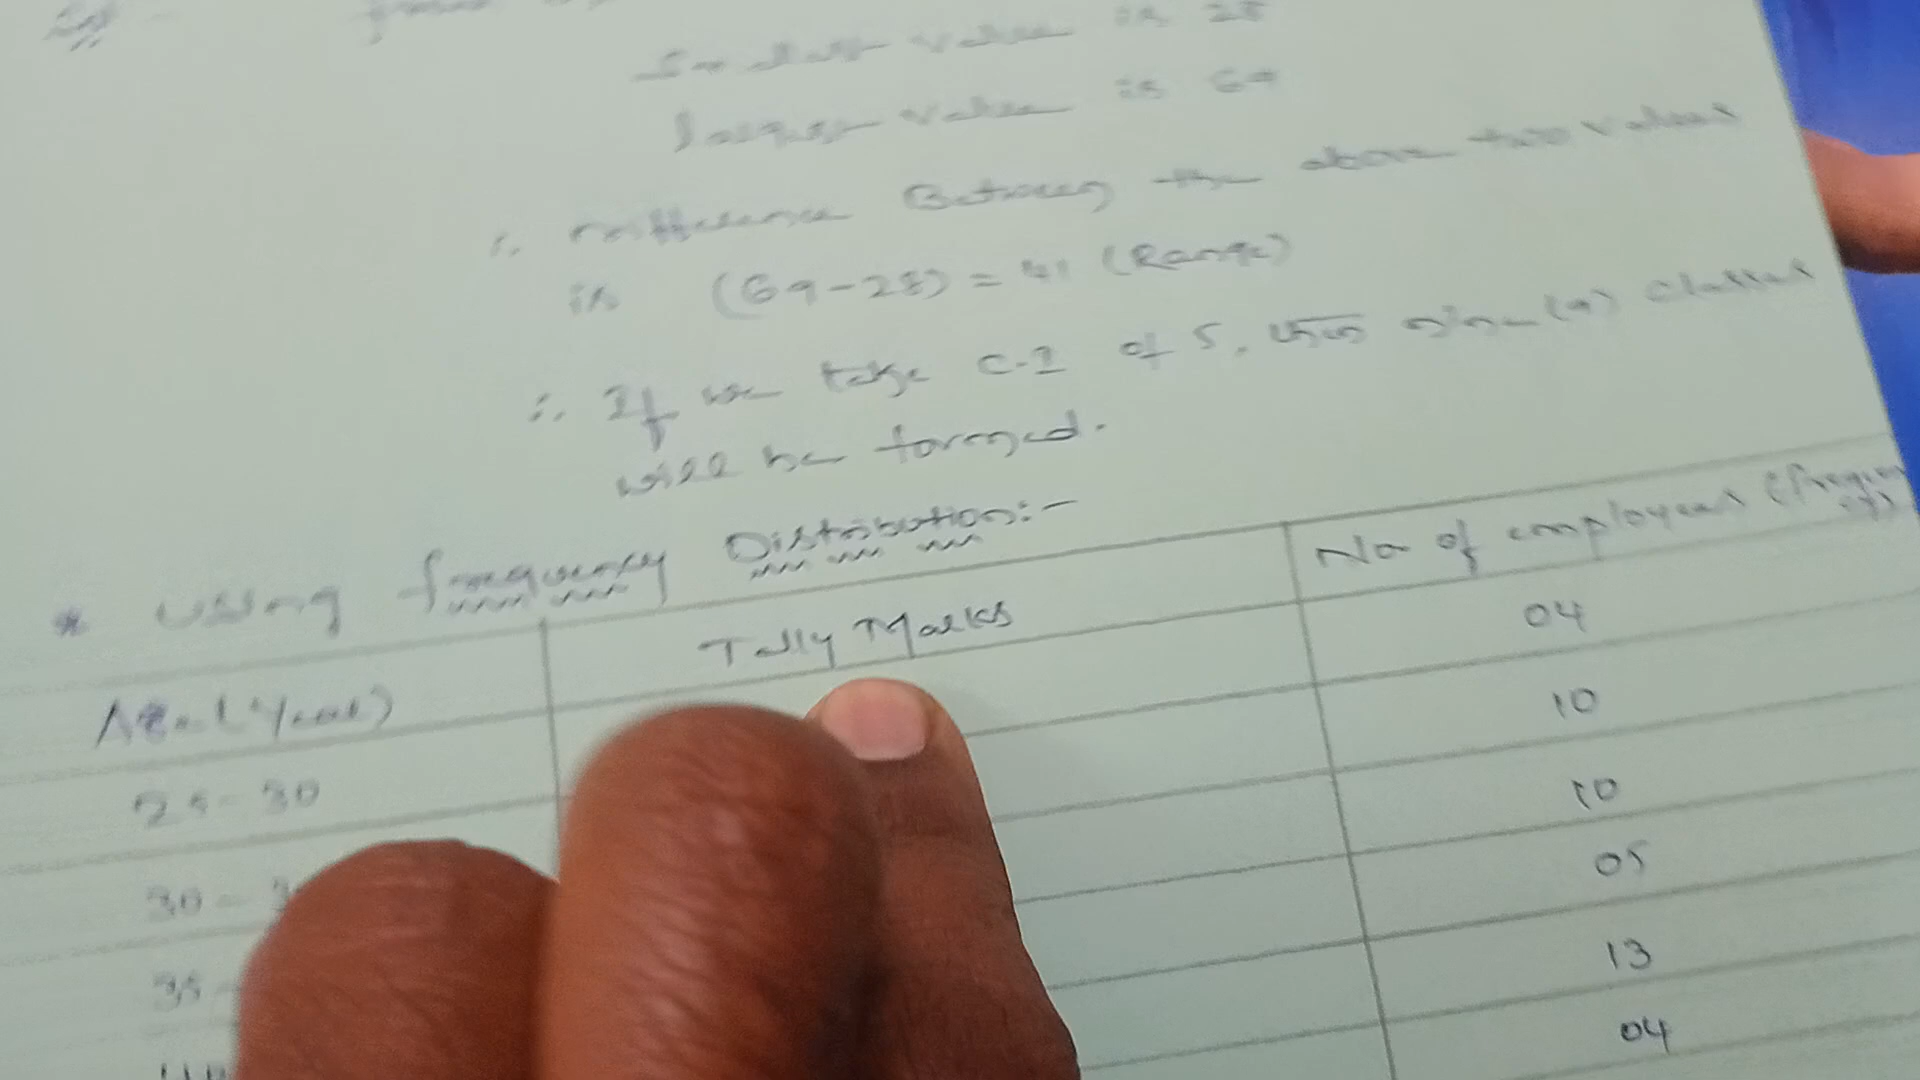 Smallest value is 28
largest value is 69
∴ Difference Between the above two values
is (69-28) = 41 (Range)
∴ If we take C.I of 5, then nine (9) classes
will be formed.
* Using frequency Distribution:-
Age (Year) Tally Marks No of employees (frequency)
25-30 04
30-3 10
35- 10
05
13
04